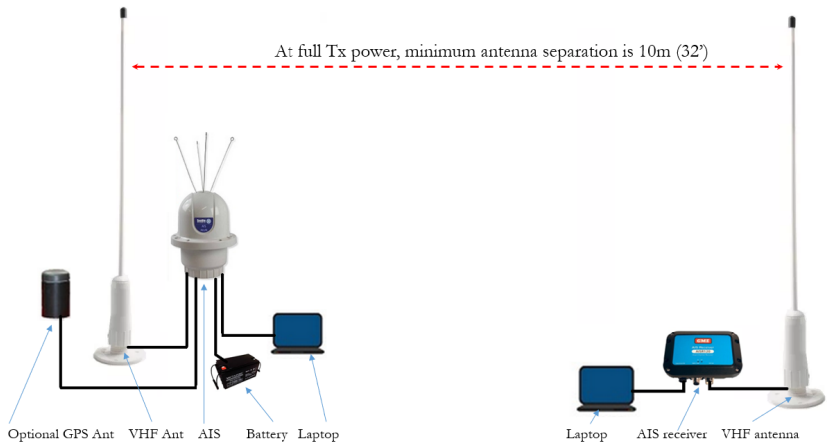 At full Tx power, minimum antenna separation is 10m (32’)
Optional GPS Ant
VHF Ant
AIS
Battery
Laptop
Laptop
AIS receiver
VHF antenna